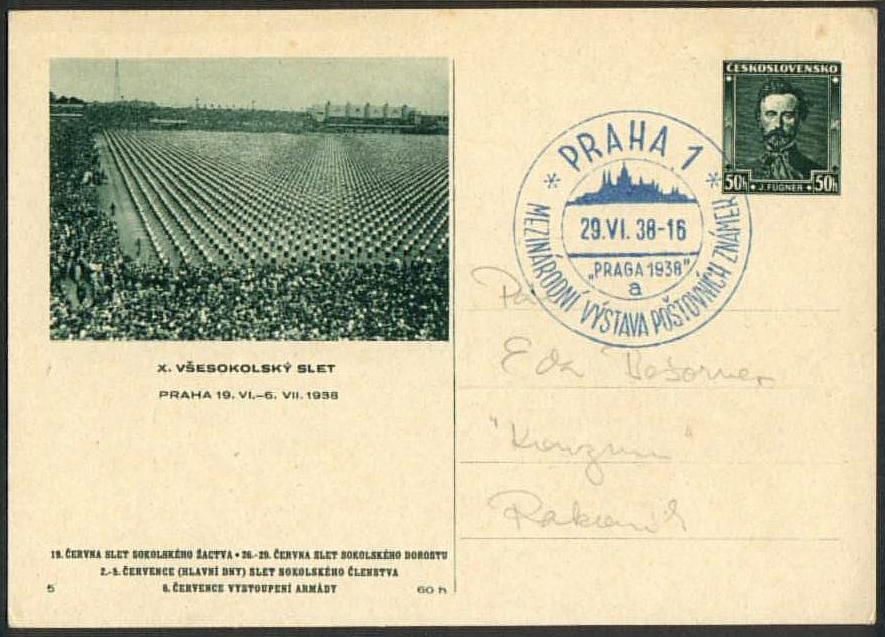 X. VŠESOKOLSKÝ SLET
PRAHA 19. VI.–6. VII. 1938
19. ČERVNA SLET SOKOLSKÉHO ŽACTVA • 26.-29. ČERVNA SLET SOKOLSKÉHO DOROSTU
2.-5. ČERVENCE (HLAVNÍ DNY) SLET SOKOLSKÉHO ČLENSTVA
6. ČERVENCE VYSTOUPENÍ ARMÁDY
5
60 h
ČESKOSLOVENSKO
50h J. FÜGNER 50h
* PRAHA 1 *
29.VI.38-16
„PRAGA 1938"
a
MEZINÁRODNÍ VÝSTAVA POŠTOVNÍCH ZNÁMEK
Eda
"Konzum"
Rakovník